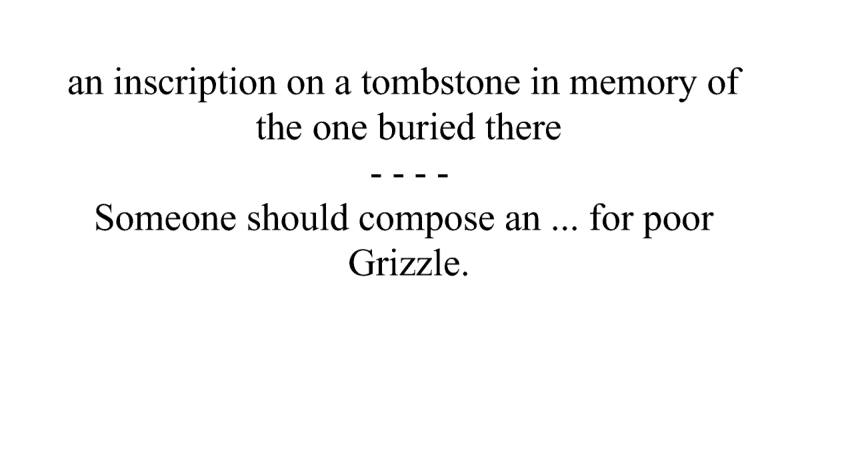 an inscription on a tombstone in memory of
the one buried there
- - - -
Someone should compose an ... for poor
Grizzle.